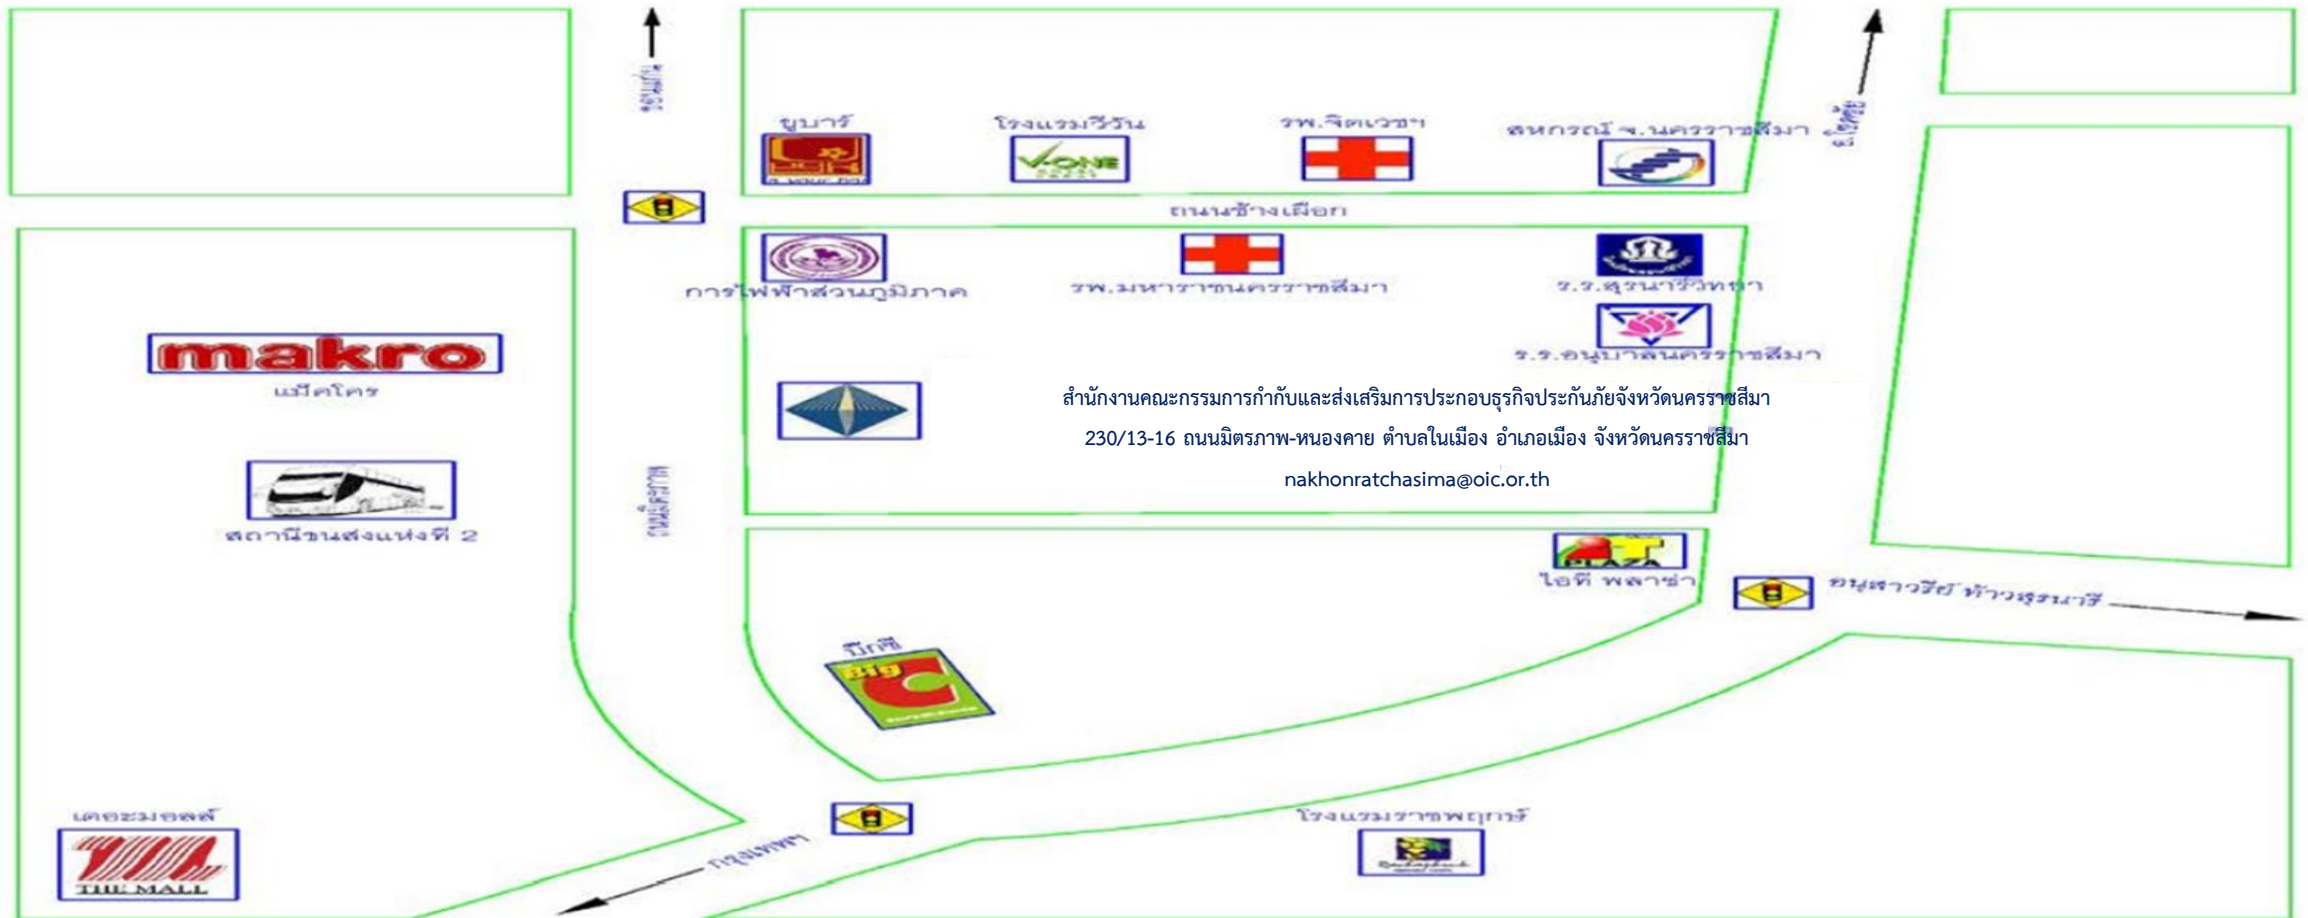 ขอนแก่น
อ.โชคชัย
ยูบาร์
โรงแรมวีวัน
รพ.จิตเวชฯ
สหกรณ์ จ.นครราชสีมา
V-ONE
ถนนช้างเผือก
การไฟฟ้าส่วนภูมิภาค
รพ.มหาราชนครราชสีมา
ร.ร.สุรนารีวิทยา
ร.ร.อนุบาลนครราชสีมา
makro
แม็คโคร
สำนักงานคณะกรรมการกำกับและส่งเสริมการประกอบธุรกิจประกันภัยจังหวัดนครราชสีมา
230/13-16 ถนนมิตรภาพ-หนองคาย ตำบลในเมือง อำเภอเมือง จังหวัดนครราชสีมา
nakhonratchasima@oic.or.th
สถานีขนส่งแห่งที่ 2
ถนนมิตรภาพ
IT
PLAZA
ไอที พลาซ่า
อนุสาวรีย์ ท้าวสุรนารี
บิ๊กซี
Big C
เดอะมอลล์
THE MALL
กรุงเทพฯ
โรงแรมราชพฤกษ์